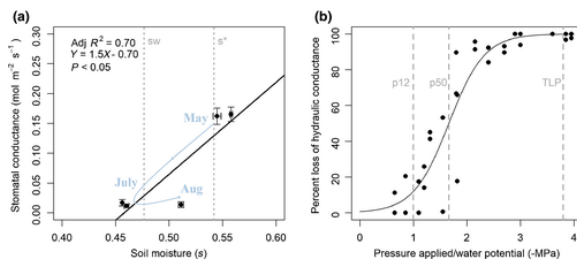 (a)
sw
s*
Adj R² = 0.70
Y = 1.5X - 0.70
P < 0.05
May
July
Aug
Stomatal conductance (mol m⁻² s⁻¹)
0.30
0.25
0.20
0.15
0.10
0.05
0.00
0.40
0.45
0.50
0.55
0.60
Soil moisture (s)
(b)
p12
p50
TLP
Percent loss of hydraulic conductance
100
80
60
40
20
0
0
1
2
3
4
Pressure applied/water potential (-MPa)